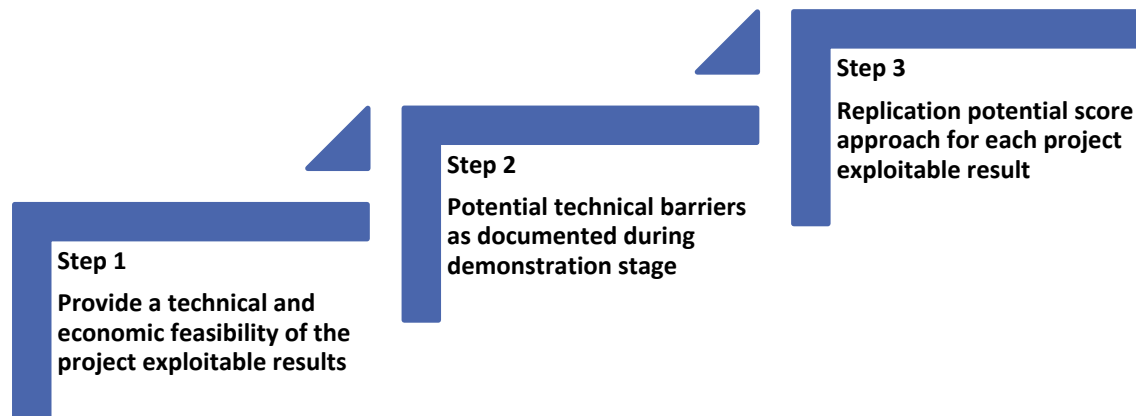 Step 1
Provide a technical and
economic feasibility of the
project exploitable results
Step 2
Potential technical barriers
as documented during
demonstration stage
Step 3
Replication potential score
approach for each project
exploitable result